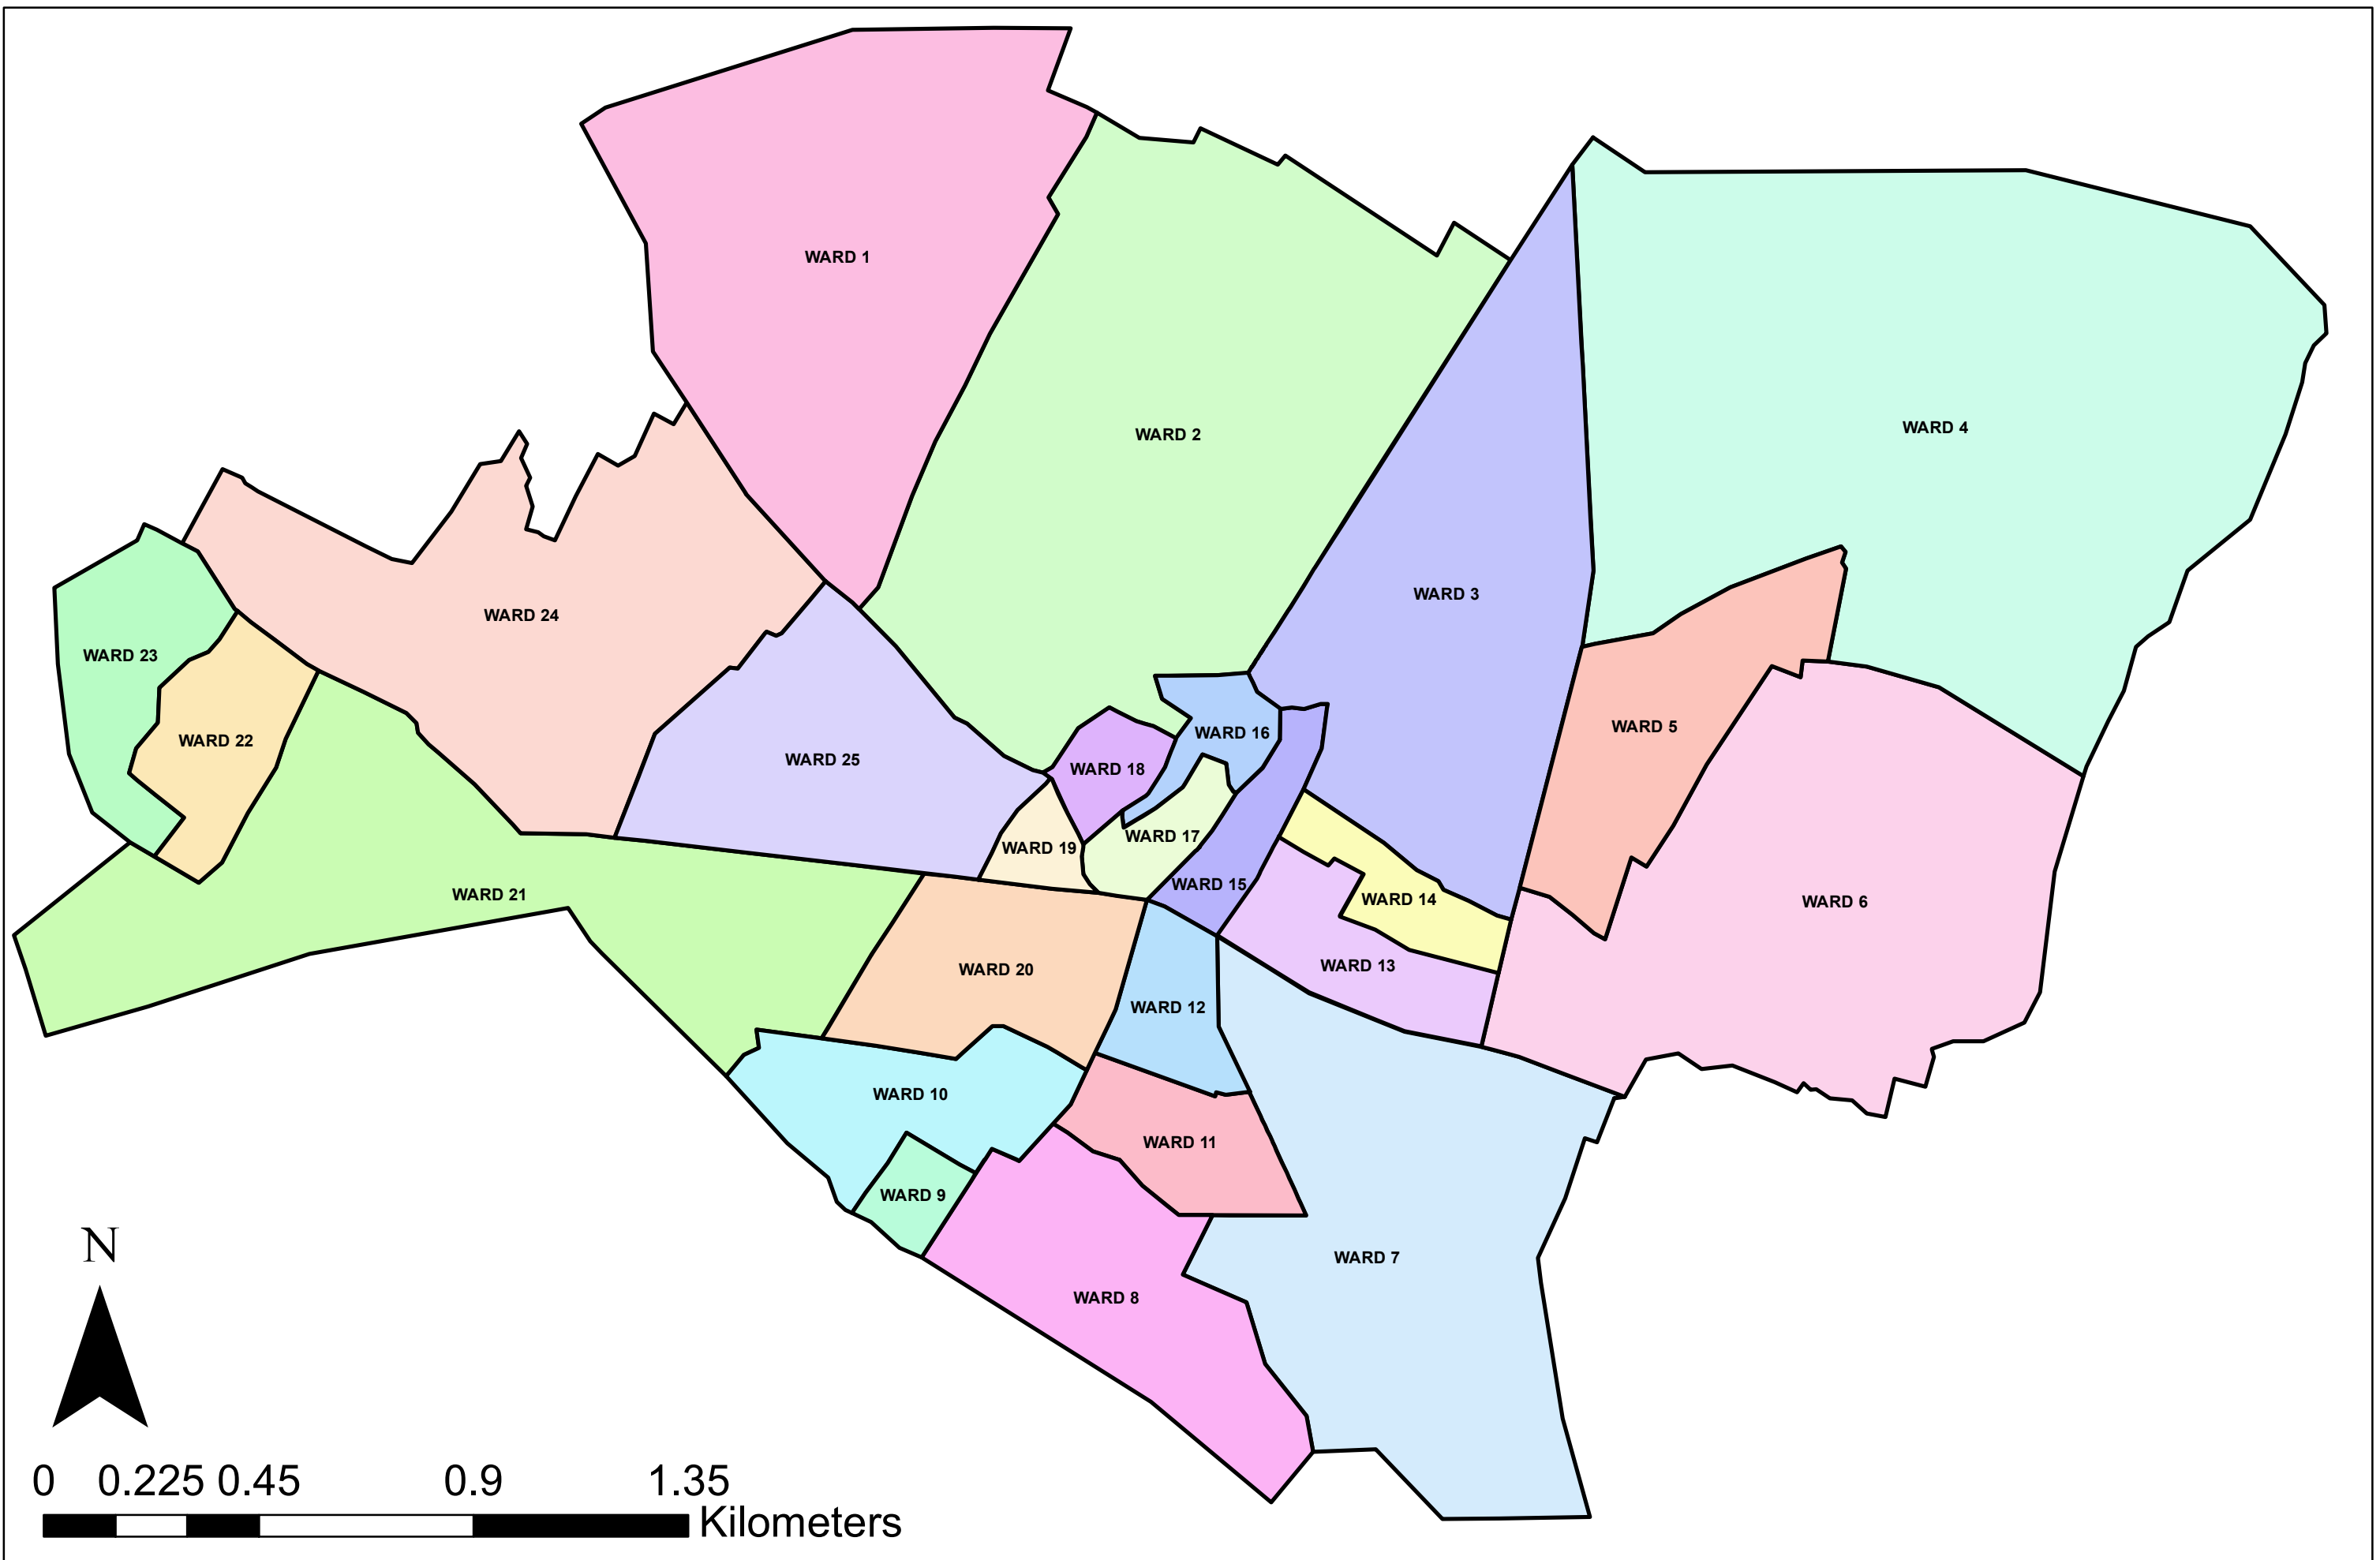 WARD 1
WARD 2
WARD 4
WARD 3
WARD 24
WARD 23
WARD 5
WARD 16
WARD 22
WARD 25
WARD 18
WARD 17
WARD 19
WARD 15
WARD 21
WARD 14
WARD 6
WARD 13
WARD 20
WARD 12
WARD 10
WARD 11
WARD 9
N
WARD 7
WARD 8
0 0.225 0.45 0.9 1.35
Kilometers